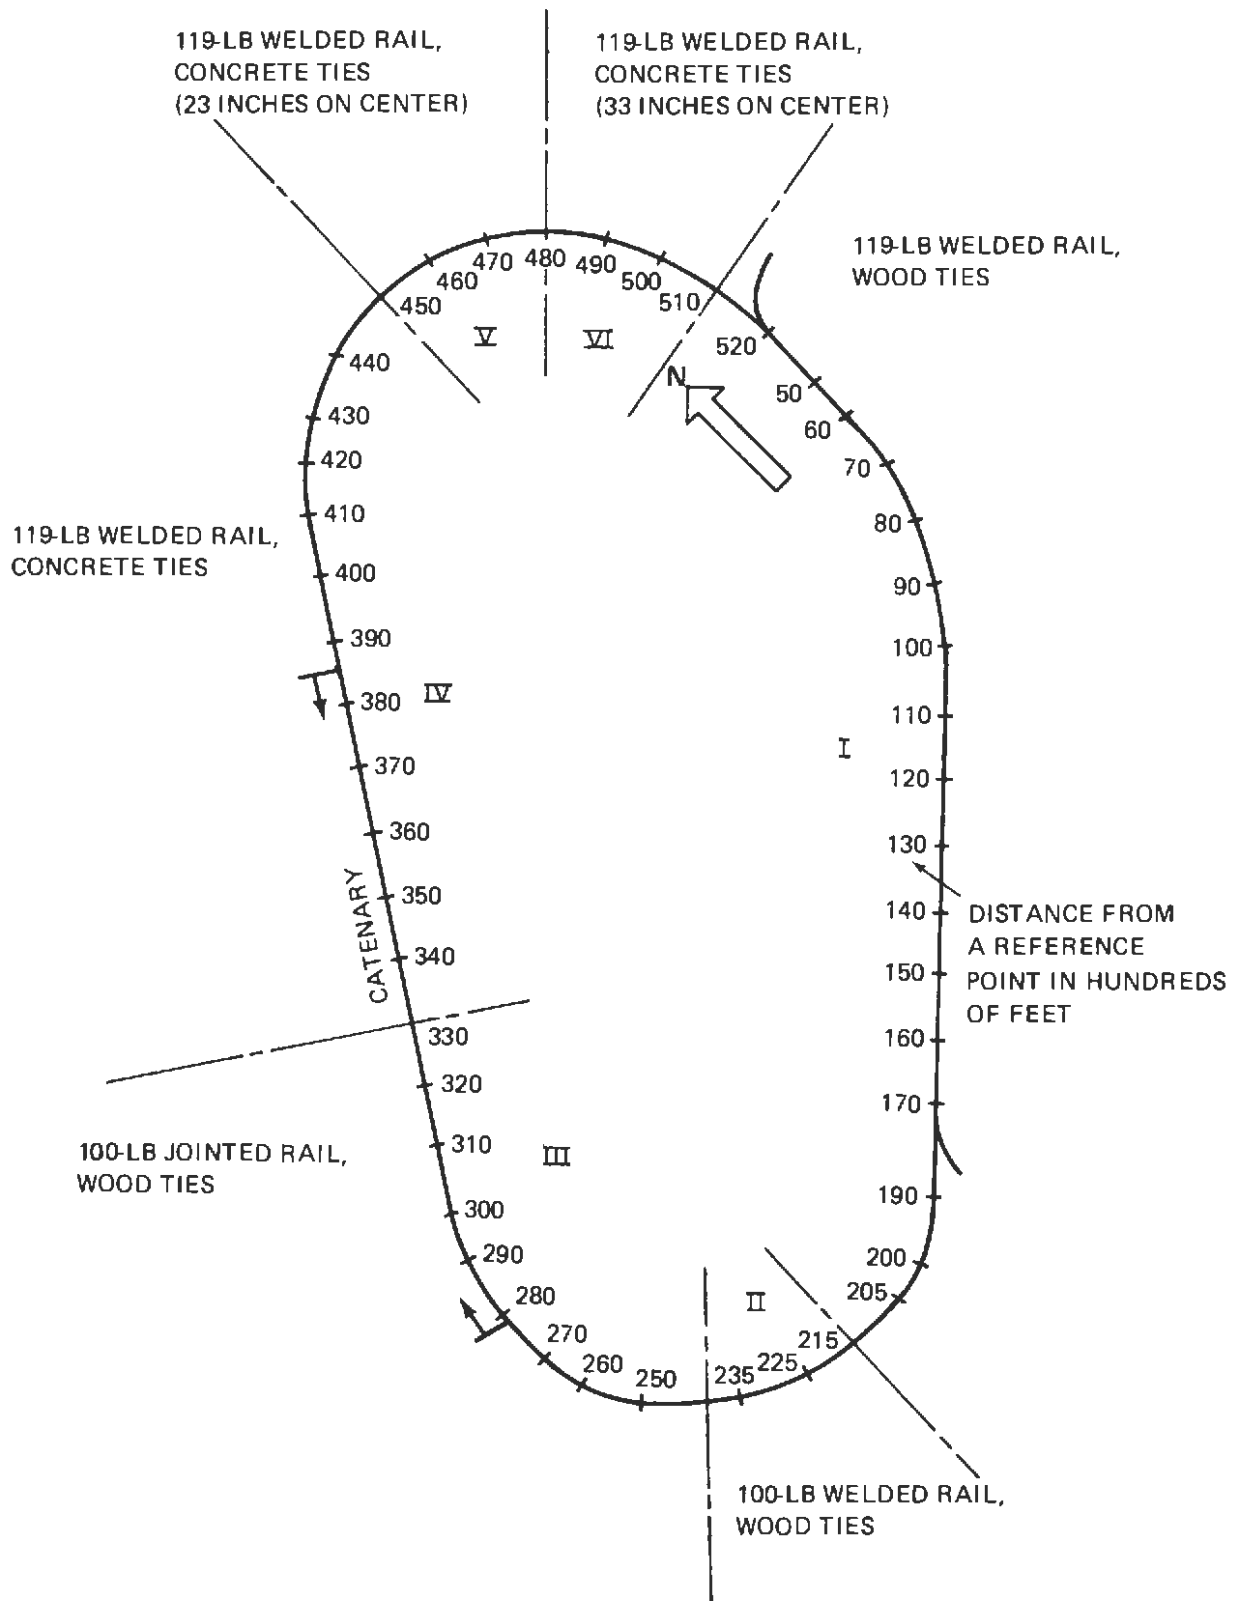 119-LB WELDED RAIL,
CONCRETE TIES
(23 INCHES ON CENTER)
119-LB WELDED RAIL,
CONCRETE TIES
(33 INCHES ON CENTER)
119-LB WELDED RAIL,
WOOD TIES
450
460
470
480
490
500
510
520
V
VI
N
50
60
70
80
90
100
110
120
130
140
150
160
170
190
200
205
215
225
235
250
260
270
280
290
300
310
320
330
340
350
360
370
380
390
400
410
420
430
440
119-LB WELDED RAIL,
CONCRETE TIES
IV
I
CATENARY
DISTANCE FROM
A REFERENCE
POINT IN HUNDREDS
OF FEET
100-LB JOINTED RAIL,
WOOD TIES
III
II
100-LB WELDED RAIL,
WOOD TIES